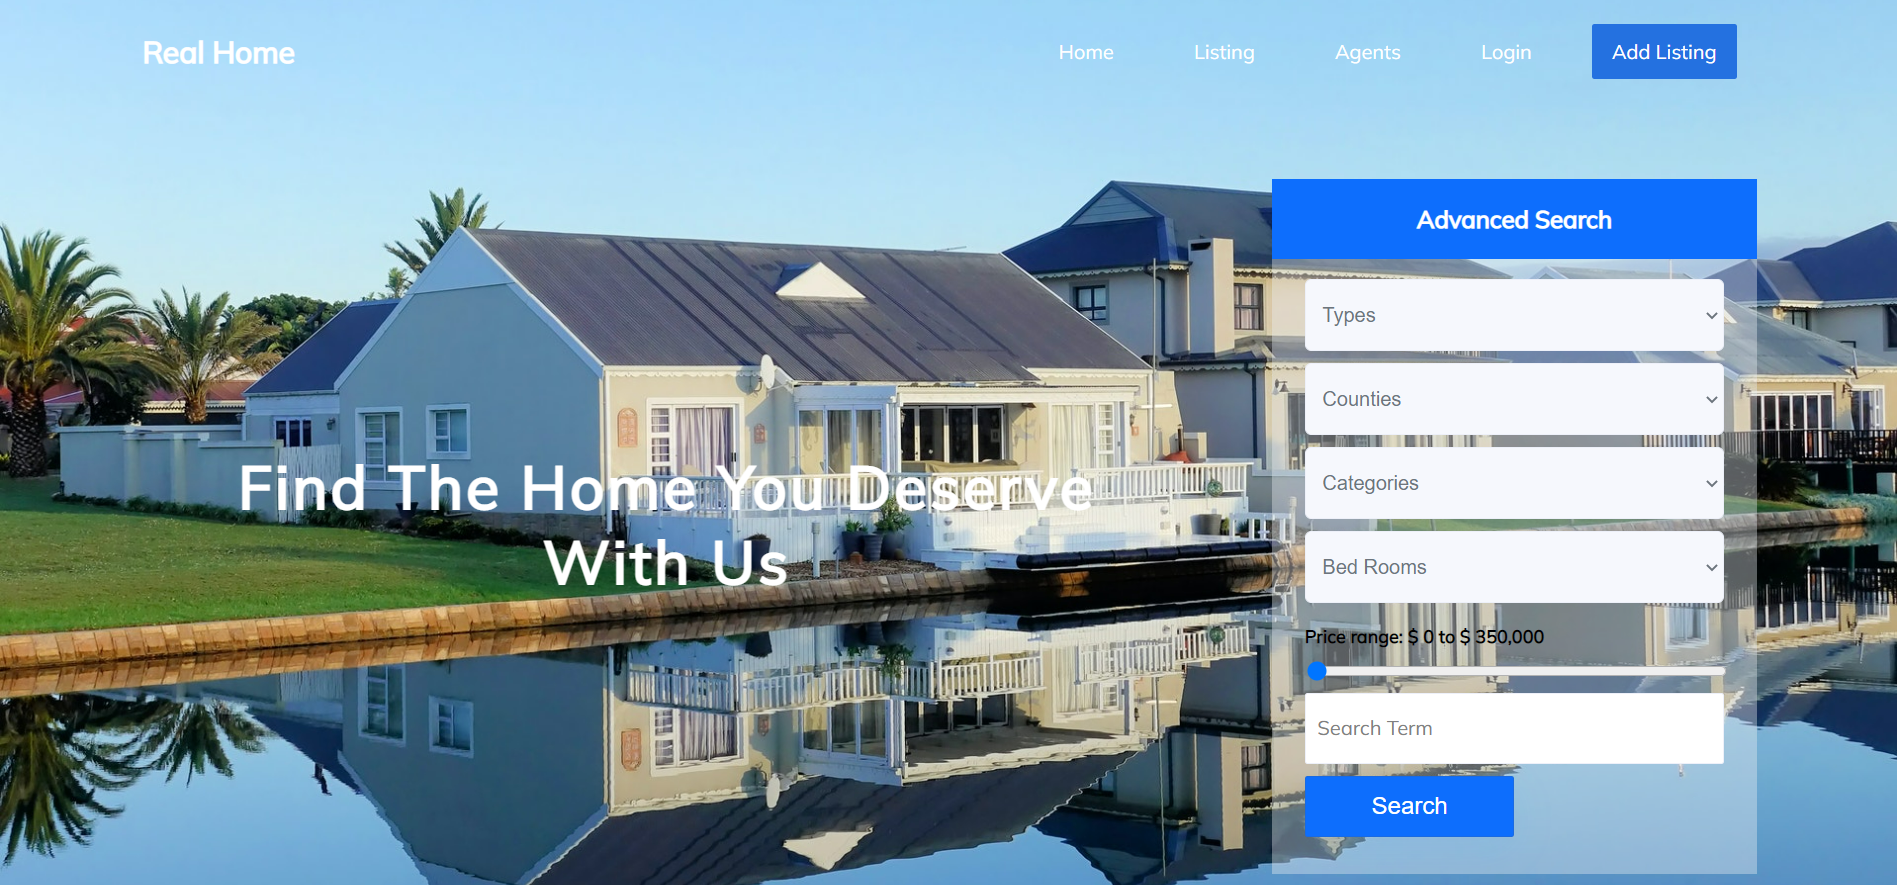 Real Home
Home
Listing
Agents
Login
Add Listing
Find The Home You Deserve
With Us
Advanced Search
Types
Counties
Categories
Bed Rooms
Price range: $ 0 to $ 350,000
Search Term
Search